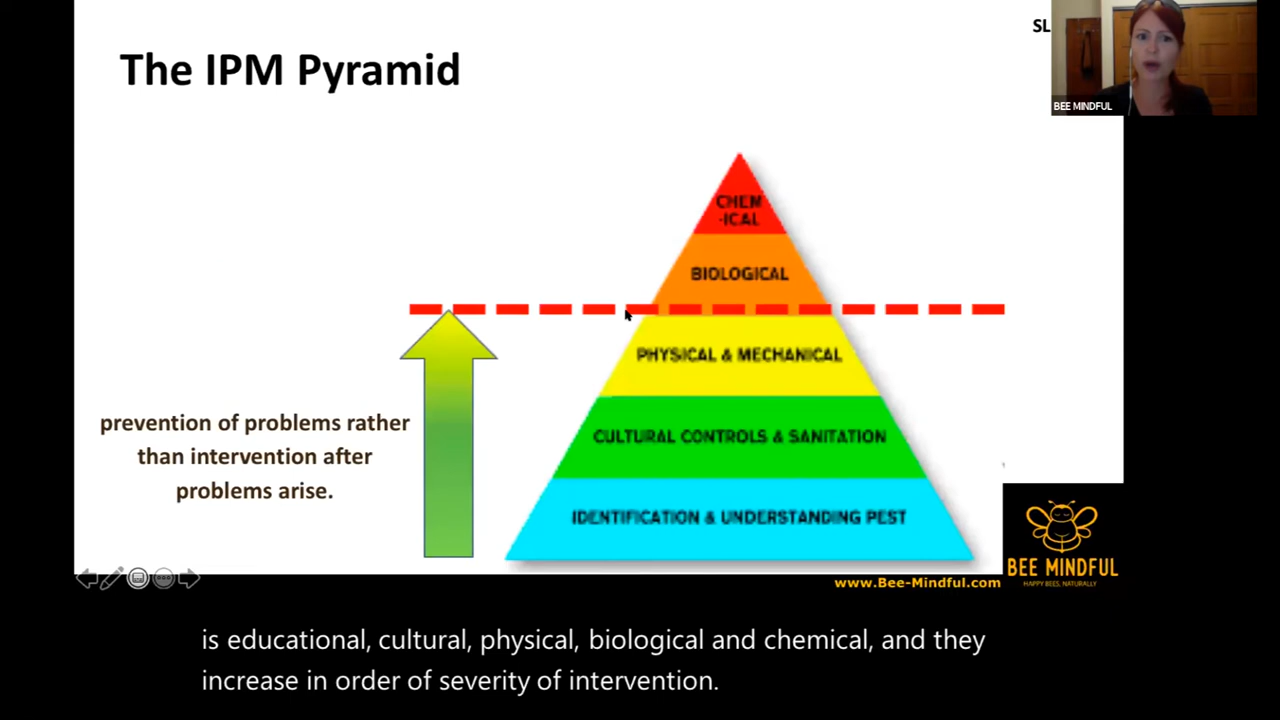 The IPM Pyramid
SL
BEE MINDFUL
CHEM
-ICAL
BIOLOGICAL
PHYSICAL & MECHANICAL
CULTURAL CONTROLS & SANITATION
IDENTIFICATION & UNDERSTANDING PEST
prevention of problems rather
than intervention after
problems arise.
BEE MINDFUL
HAPPY BEES, NATURALLY
www.Bee-Mindful.com
is educational, cultural, physical, biological and chemical, and they
increase in order of severity of intervention.